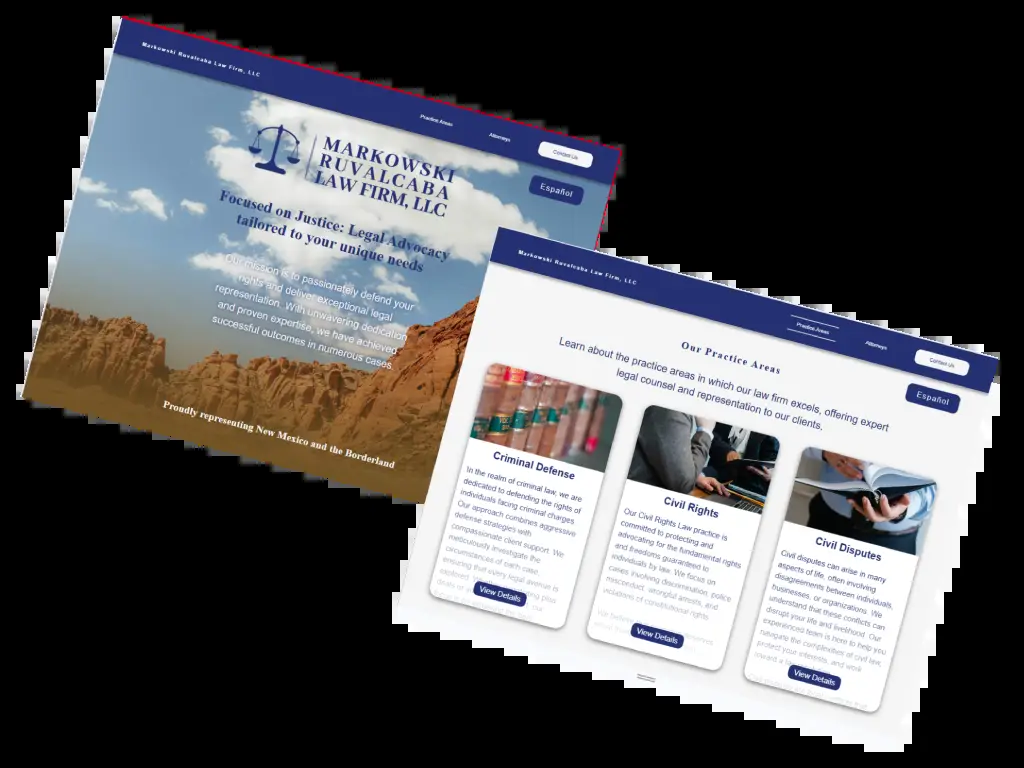 Markowski Ruvalcaba Law Firm, LLC
Practice Areas
Attorneys
Contact Us
Español
MARKOWSKI
RUVALCABA
LAW FIRM, LLC
Focused on Justice: Legal Advocacy
tailored to your unique needs
Our mission is to passionately defend your
rights and deliver exceptional legal
representation. With unwavering dedication
and proven expertise, we have achieved
successful outcomes in numerous cases.
Proudly representing New Mexico and the Borderland
Markowski Ruvalcaba Law Firm, LLC
Practice Areas
Attorneys
Contact Us
Español
Our Practice Areas
Learn about the practice areas in which our law firm excels, offering expert
legal counsel and representation to our clients.
Criminal Defense
In the realm of criminal law, we are
dedicated to defending the rights of
individuals facing criminal charges
Our approach combines aggressive
defense strategies with
compassionate client support. We
meticulously investigate the
circumstances of each case,
ensuring that every legal avenue is
explored.
View Details
Civil Rights
Our Civil Rights Law practice is
committed to protecting and
advocating for the fundamental rights
and freedoms guaranteed to
individuals by law. We focus on
cases involving discrimination, police
misconduct, wrongful arrests, and
violations of constitutional rights.
View Details
Civil Disputes
Civil disputes can arise in many
aspects of life, often involving
disagreements between individuals,
businesses, or organizations. We
understand that these conflicts can
disrupt your life and livelihood. Our
experienced team is here to help you
navigate the complexities of civil law,
protect your interests, and work
toward a
View Details